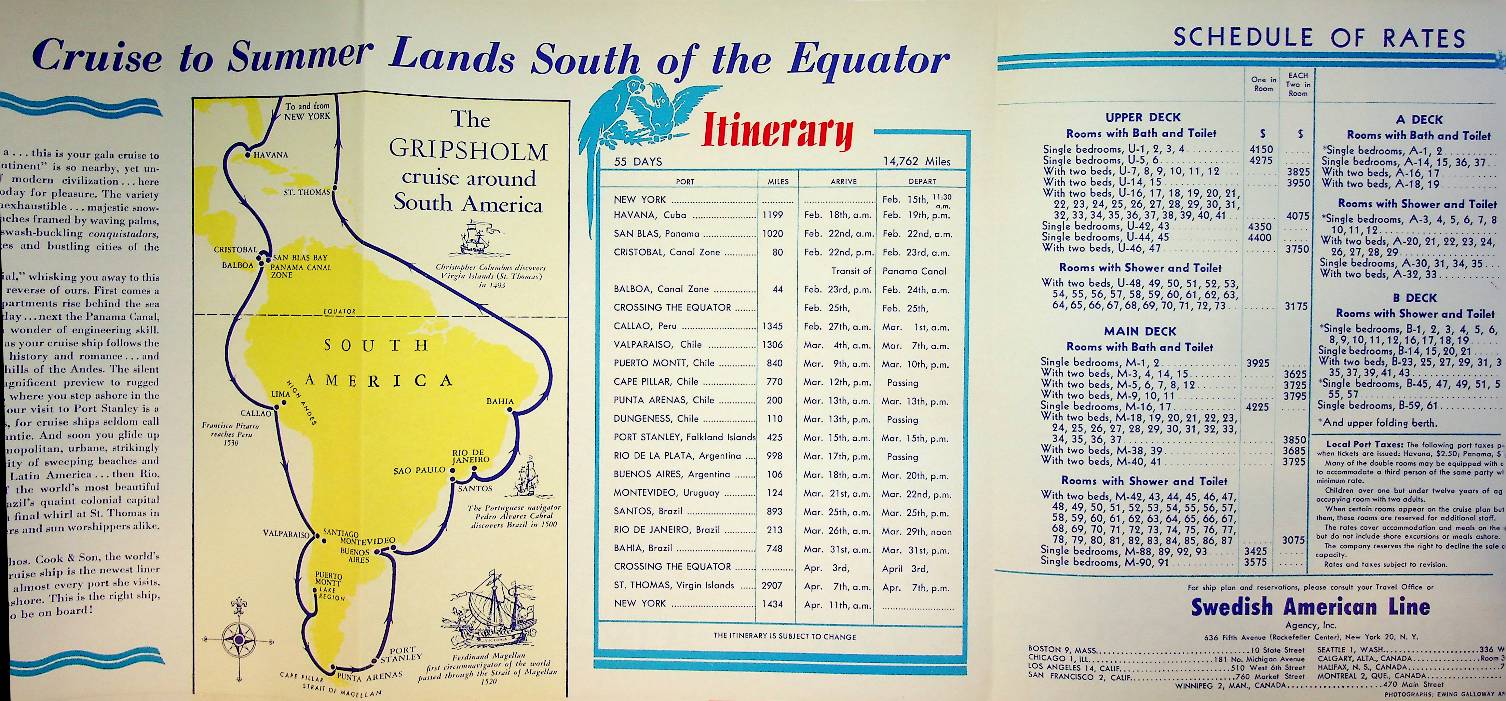 Cruise to Summer Lands South of the Equator
a . . . this is your gala cruise to
ntinent" is so nearby, yet un-
modern civilization . . . here
oday for pleasure. The variety
nexhaustible . . . majestic snow-
ches framed by waving palms,
swash-buckling conquistadors,
es and bustling cities of the
ial," whisking you away to this
reverse of ours. First comes a
partments rise behind the sea
day . . . next the Panama Canal,
wonder of engineering skill.
as your cruise ship follows the
history and romance . . . and
hills of the Andes. The silent
gnificent preview to rugged
where you step ashore in the
our visit to Port Stanley is a
, for cruise ships seldom call
ntic. And soon you glide up
nopolitan, urbane, strikingly
ity of sweeping beaches and
Latin America . . . then Rio,
the world's most beautiful
azil's quaint colonial capital
final whirl at St. Thomas in
rs and sun worshippers alike.
hos. Cook & Son, the world's
ruise ship is the newest liner
almost every port she visits,
shore. This is the right ship,
o be on board!
To and from
NEW YORK
HAVANA
ST. THOMAS
CRISTOBAL
BALBOA
SAN BLAS BAY
PANAMA CANAL
ZONE
EQUATOR
SOUTH
AMERICA
HIGH ANDES
LIMA
CALLAO
Francisco Pizarro
reaches Peru
1530
BAHIA
RIO DE
JANEIRO
SAO PAULO
SANTOS
VALPARAISO
SANTIAGO
MONTEVIDEO
BUENOS
AIRES
PUERTO
MONTT
LAKE
REGION
PORT
STANLEY
PUNTA ARENAS
CAPE PILLAR
STRAIT OF MAGELLAN
The
GRIPSHOLM
cruise around
South America
Christopher Columbus discovers
Virgin Islands (St. Thomas)
in 1493
The Portuguese navigator
Pedro Alvarez Cabral
discovers Brazil in 1500
Ferdinand Magellan
first circumnavigator of the world
passed through the Strait of Magellan
1520
Itinerary
55 DAYS 14,762 Miles
PORT MILES ARRIVE DEPART
NEW YORK Feb. 15th, 11:30 a.m.
HAVANA, Cuba 1199 Feb. 18th, a.m. Feb. 19th, p.m.
SAN BLAS, Panama 1020 Feb. 22nd, a.m. Feb. 22nd, a.m.
CRISTOBAL, Canal Zone 80 Feb. 22nd, p.m. Feb. 23rd, a.m.
Transit of Panama Canal
BALBOA, Canal Zone 44 Feb. 23rd, p.m. Feb. 24th, a.m.
CROSSING THE EQUATOR Feb. 25th, Feb. 25th,
CALLAO, Peru 1345 Feb. 27th, a.m. Mar. 1st, a.m.
VALPARAISO, Chile 1306 Mar. 4th, a.m. Mar. 7th, a.m.
PUERTO MONTT, Chile 840 Mar. 9th, a.m. Mar. 10th, p.m.
CAPE PILLAR, Chile 770 Mar. 12th, p.m. Passing
PUNTA ARENAS, Chile 200 Mar. 13th, a.m. Mar. 13th, p.m.
DUNGENESS, Chile 110 Mar. 13th, p.m. Passing
PORT STANLEY, Falkland Islands 425 Mar. 15th, a.m. Mar. 15th, p.m.
RIO DE LA PLATA, Argentina 998 Mar. 17th, p.m. Passing
BUENOS AIRES, Argentina 106 Mar. 18th, a.m. Mar. 20th, p.m.
MONTEVIDEO, Uruguay 124 Mar. 21st, a.m. Mar. 22nd, p.m.
SANTOS, Brazil 893 Mar. 25th, a.m. Mar. 25th, p.m.
RIO DE JANEIRO, Brazil 213 Mar. 26th, a.m. Mar. 29th, noon
BAHIA, Brazil 748 Mar. 31st, a.m. Mar. 31st, p.m.
CROSSING THE EQUATOR Apr. 3rd, April 3rd,
ST. THOMAS, Virgin Islands 2907 Apr. 7th, a.m. Apr. 7th, p.m.
NEW YORK 1434 Apr. 11th, a.m.
THE ITINERARY IS SUBJECT TO CHANGE
SCHEDULE OF RATES
One in Room EACH Two in Room
UPPER DECK
Rooms with Bath and Toilet $ $
Single bedrooms, U-1, 2, 3, 4 4150
Single bedrooms, U-5, 6 4275
With two beds, U-7, 8, 9, 10, 11, 12 3825
With two beds, U-14, 15 3950
With two beds, U-16, 17, 18, 19, 20, 21,
22, 23, 24, 25, 26, 27, 28, 29, 30, 31,
32, 33, 34, 35, 36, 37, 38, 39, 40, 41 4075
Single bedrooms, U-42, 43 4350
Single bedrooms, U-44, 45 4400
With two beds, U-46, 47 3750
Rooms with Shower and Toilet
With two beds, U-48, 49, 50, 51, 52, 53,
54, 55, 56, 57, 58, 59, 60, 61, 62, 63,
64, 65, 66, 67, 68, 69, 70, 71, 72, 73 3175
MAIN DECK
Rooms with Bath and Toilet
Single bedrooms, M-1, 2 3925
With two beds, M-3, 4, 14, 15 3625
With two beds, M-5, 6, 7, 8, 12 3725
With two beds, M-9, 10, 11 3795
Single bedrooms, M-16, 17 4225
With two beds, M-18, 19, 20, 21, 22, 23,
24, 25, 26, 27, 28, 29, 30, 31, 32, 33,
34, 35, 36, 37 3850
With two beds, M-38, 39 3685
With two beds, M-40, 41 3725
Rooms with Shower and Toilet
With two beds, M-42, 43, 44, 45, 46, 47,
48, 49, 50, 51, 52, 53, 54, 55, 56, 57,
58, 59, 60, 61, 62, 63, 64, 65, 66, 67,
68, 69, 70, 71, 72, 73, 74, 75, 76, 77,
78, 79, 80, 81, 82, 83, 84, 85, 86, 87 3075
Single bedrooms, M-88, 89, 92, 93 3425
Single bedrooms, M-90, 91 3575
A DECK
Rooms with Bath and Toilet
*Single bedrooms, A-1, 2
Single bedrooms, A-14, 15, 36, 37
With two beds, A-16, 17
With two beds, A-18, 19
Rooms with Shower and Toilet
*Single bedrooms, A-3, 4, 5, 6, 7, 8
10, 11, 12
With two beds, A-20, 21, 22, 23, 24,
26, 27, 28, 29
Single bedrooms, A-30, 31, 34, 35
With two beds, A-32, 33
B DECK
Rooms with Shower and Toilet
*Single bedrooms, B-1, 2, 3, 4, 5, 6,
8, 9, 10, 11, 12, 16, 17, 18, 19
Single bedrooms, B-14, 15, 20, 21
With two beds, B-23, 25, 27, 29, 31, 3
35, 37, 39, 41, 43
*Single bedrooms, B-45, 47, 49, 51, 5
55, 57
Single bedrooms, B-59, 61
*And upper folding berth.
Local Port Taxes: The following port taxes p
when tickets are issued: Havana, $2.50; Panama, $
Many of the double rooms may be equipped with
to accommodate a third person of the same party wi
minimum rate.
Children over one but under twelve years of ag
occupying room with two adults.
When certain rooms appear on the cruise plan but
them, these rooms are reserved for additional staff.
The rates cover accommodation and meals on the
but do not include shore excursions or meals ashore.
The company reserves the right to decline the sale
capacity.
Rates and taxes subject to revision.
For ship plan and reservations, please consult your Travel Office or
Swedish American Line
Agency, Inc.
636 Fifth Avenue (Rockefeller Center), New York 20, N. Y.
BOSTON 9, MASS. 10 State Street SEATTLE 1, WASH. 336 W
CHICAGO 1, ILL. 181 No. Michigan Avenue CALGARY, ALTA., CANADA Room 3
LOS ANGELES 14, CALIF. 510 West 6th Street HALIFAX, N. S., CANADA 7
SAN FRANCISCO 2, CALIF. 760 Market Street MONTREAL 2, QUE., CANADA
WINNIPEG 2, MAN., CANADA 470 Main Street
PHOTOGRAPHS: EWING GALLOWAY AN